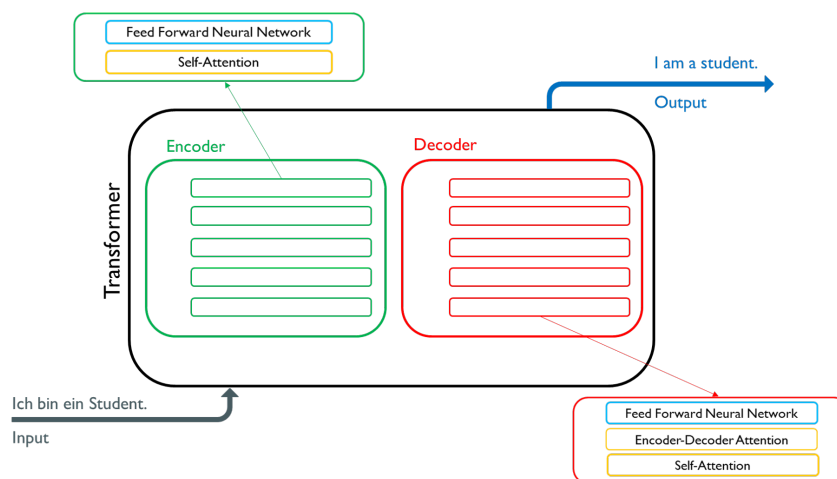 Feed Forward Neural Network
Self-Attention
I am a student.
Output
Encoder
Decoder
Transformer
Ich bin ein Student.
Input
Feed Forward Neural Network
Encoder-Decoder Attention
Self-Attention